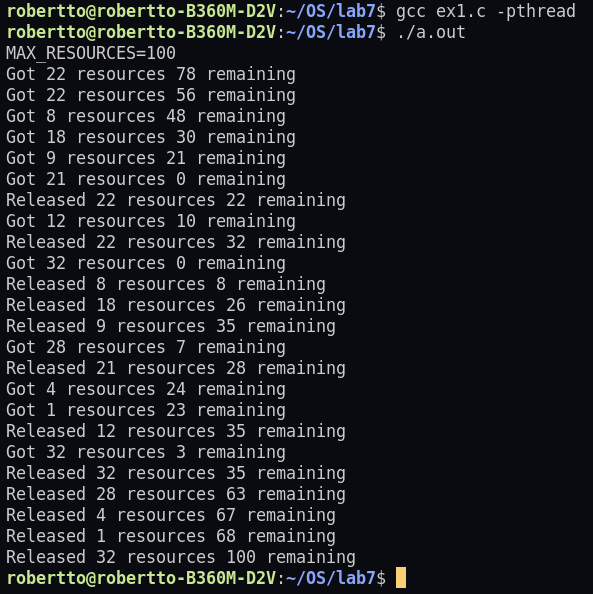 robertto@robertto-B360M-D2V:~/OS/lab7$ gcc ex1.c -pthread
robertto@robertto-B360M-D2V:~/OS/lab7$ ./a.out
MAX_RESOURCES=100
Got 22 resources 78 remaining
Got 22 resources 56 remaining
Got 8 resources 48 remaining
Got 18 resources 30 remaining
Got 9 resources 21 remaining
Got 21 resources 0 remaining
Released 22 resources 22 remaining
Got 12 resources 10 remaining
Released 22 resources 32 remaining
Got 32 resources 0 remaining
Released 8 resources 8 remaining
Released 18 resources 26 remaining
Released 9 resources 35 remaining
Got 28 resources 7 remaining
Released 21 resources 28 remaining
Got 4 resources 24 remaining
Got 1 resources 23 remaining
Released 12 resources 35 remaining
Got 32 resources 3 remaining
Released 32 resources 35 remaining
Released 28 resources 63 remaining
Released 4 resources 67 remaining
Released 1 resources 68 remaining
Released 32 resources 100 remaining
robertto@robertto-B360M-D2V:~/OS/lab7$